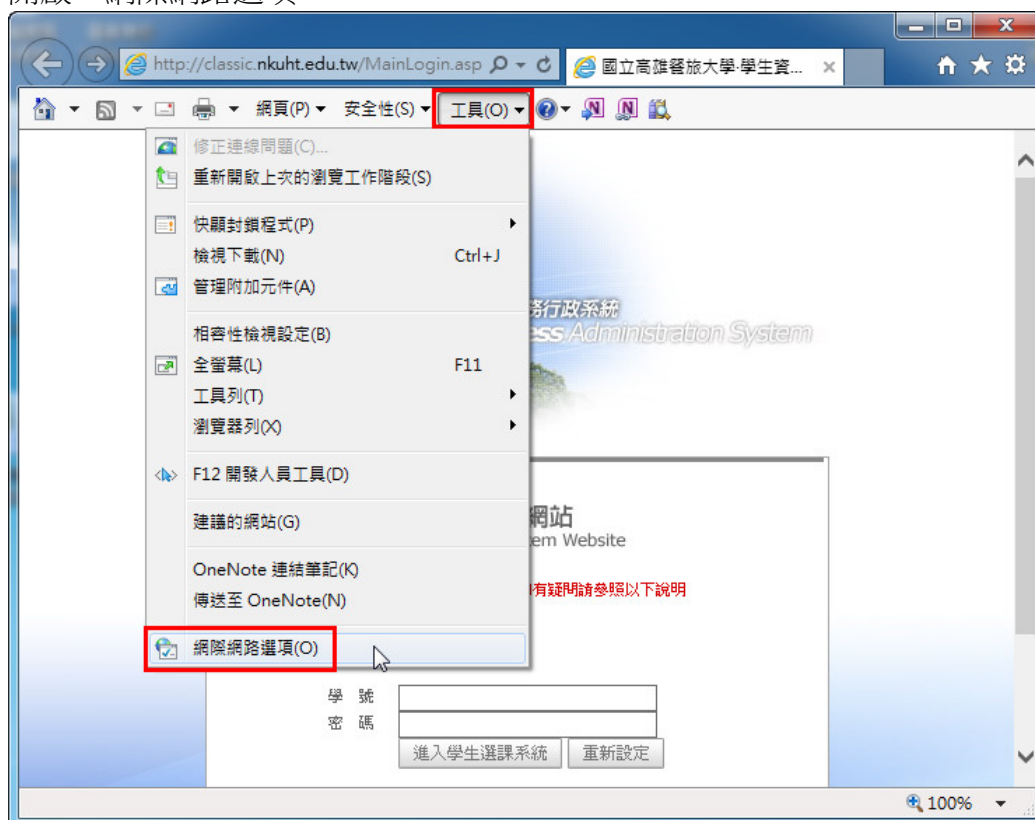 http://classic.nkuht.edu.tw/MainLogin.asp
國立高雄餐旅大學‧學生資...
網頁(P) 安全性(S) 工具(O)
修正連線問題(C)...
重新開啟上次的瀏覽工作階段(S)
快顯封鎖程式(P)
檢視下載(N) Ctrl+J
管理附加元件(A)
務行政系統
相容性檢視設定(B)
ess Administration System
全螢幕(L) F11
工具列(T)
瀏覽器列(X)
F12 開發人員工具(D)
網站
建議的網站(G)
em Website
OneNote 連結筆記(K)
有疑問請參照以下說明
傳送至 OneNote(N)
網際網路選項(O)
學 號
密 碼
進入學生選課系統 重新設定
100%